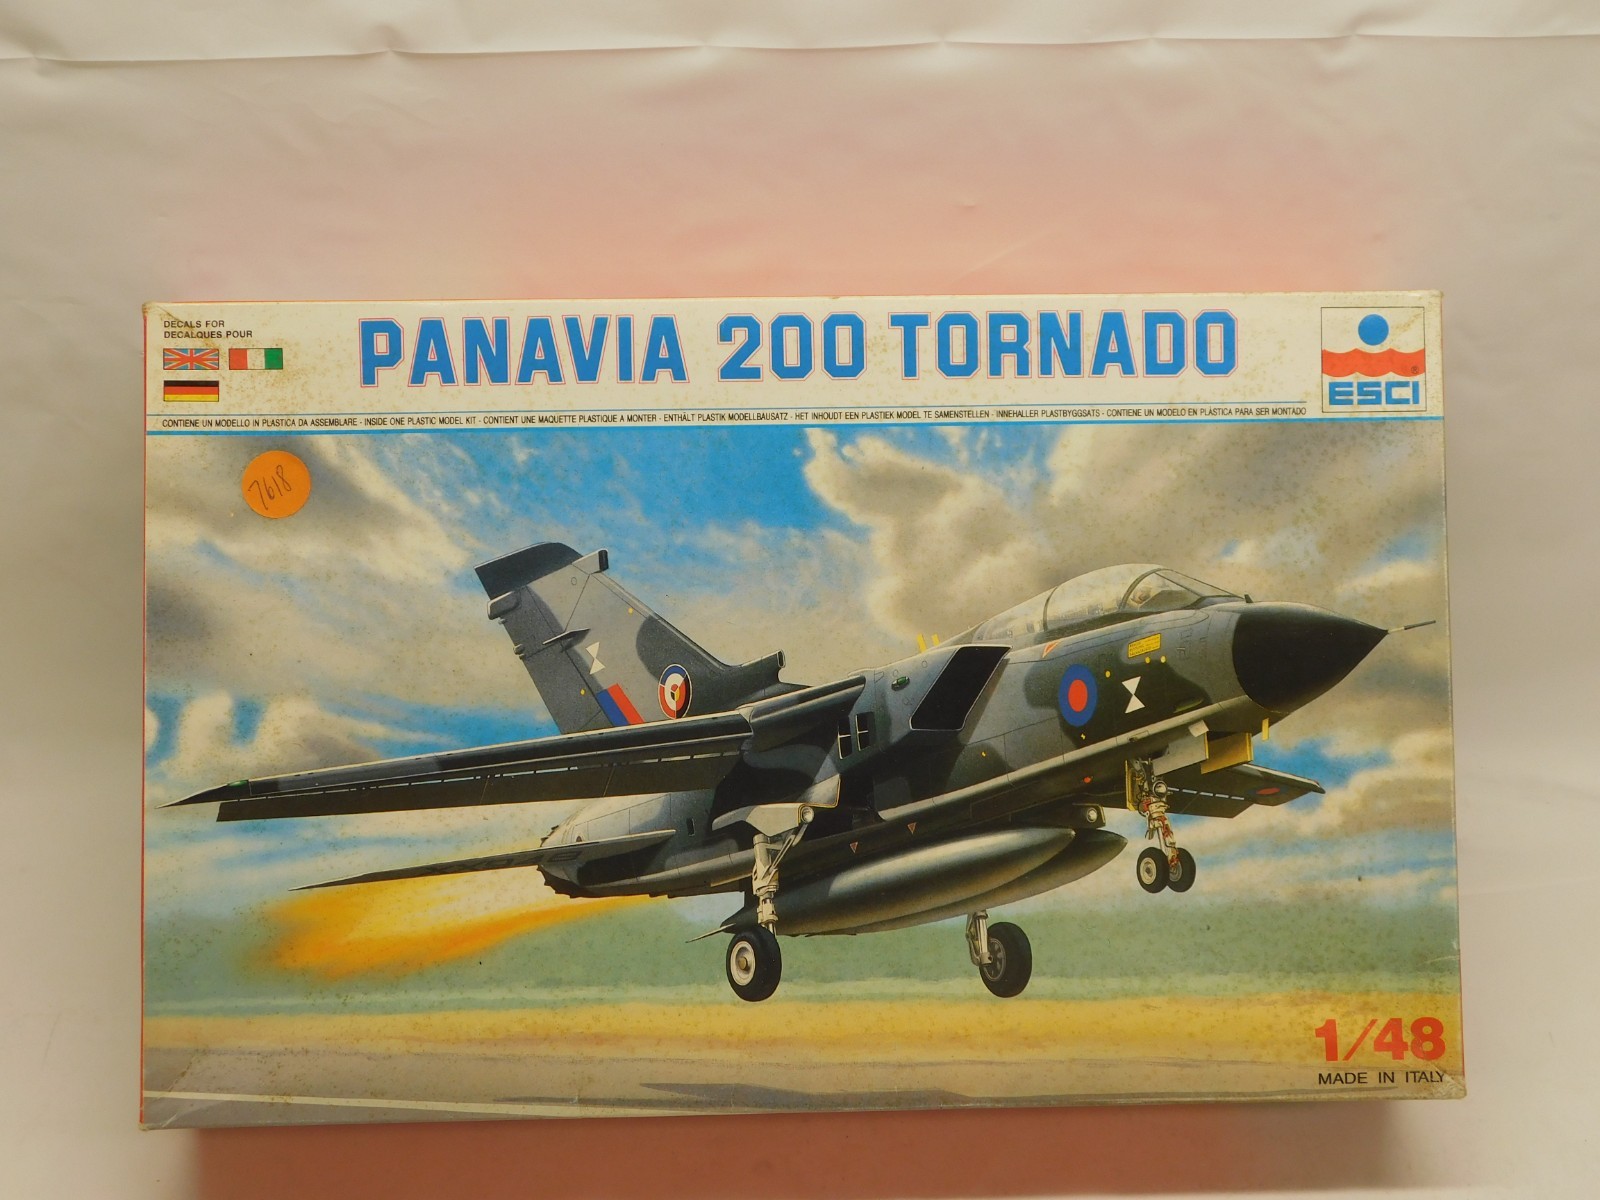 DECALS FOR
DECALQUES POUR
PANAVIA 200 TORNADO
ESCI
CONTIENE UN MODELLO IN PLASTICA DA ASSEMBLARE - INSIDE ONE PLASTIC MODEL KIT - CONTIENT UNE MAQUETTE PLASTIQUE A MONTER - ENTHÄLT PLASTIK MODELLBAUSATZ - HET INHOUDT EEN PLASTIEK MODEL TE SAMENSTELLEN - INNEHALLER PLASTBYGGSATS - CONTIENE UN MODELO EN PLÁSTICA PARA SER MONTADO
7618
1/48
MADE IN ITALY